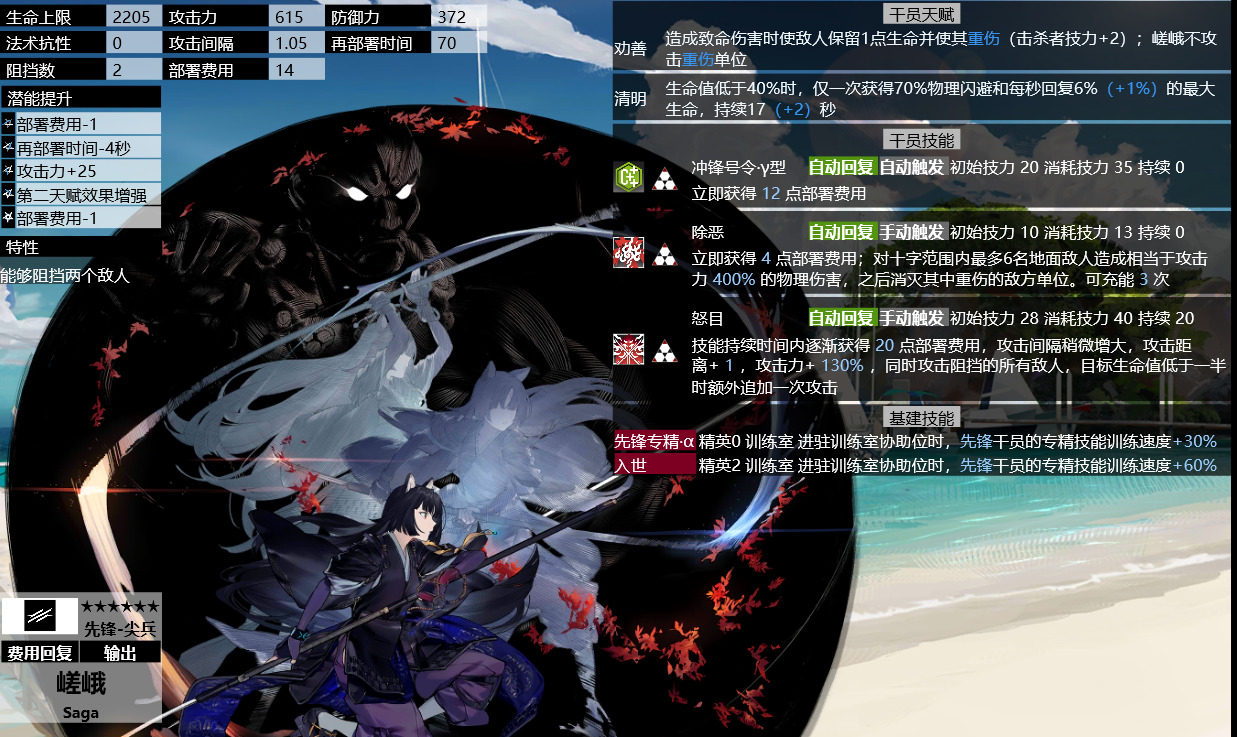 生命上限 2205 攻击力 615 防御力 372
法术抗性 0 攻击间隔 1.05 再部署时间 70
阻挡数 2 部署费用 14
潜能提升
部署费用-1
再部署时间-4秒
攻击力+25
第二天赋效果增强
部署费用-1
特性
能够阻挡两个敌人
★★★★★★
先锋-尖兵
费用回复 输出
嵯峨
Saga
干员天赋
劝善 造成致命伤害时使敌人保留1点生命并使其重伤（击杀者技力+2）；嵯峨不攻
击重伤单位
清明 生命值低于40%时，仅一次获得70%物理闪避和每秒回复6%（+1%）的最大
生命，持续17（+2）秒
干员技能
冲锋号令·γ型 自动回复 自动触发 初始技力 20 消耗技力 35 持续 0
立即获得 12 点部署费用
除恶 自动回复 手动触发 初始技力 10 消耗技力 13 持续 0
立即获得 4 点部署费用；对十字范围内最多6名地面敌人造成相当于攻击
力 400% 的物理伤害，之后消灭其中重伤的敌方单位。可充能 3 次
怒目 自动回复 手动触发 初始技力 28 消耗技力 40 持续 20
技能持续时间内逐渐获得 20 点部署费用，攻击间隔稍微增大，攻击距
离+ 1 ，攻击力+ 130% ，同时攻击阻挡的所有敌人，目标生命值低于一半
时额外追加一次攻击
基建技能
先锋专精·α 精英0 训练室 进驻训练室协助位时，先锋干员的专精技能训练速度+30%
入世 精英2 训练室 进驻训练室协助位时，先锋干员的专精技能训练速度+60%